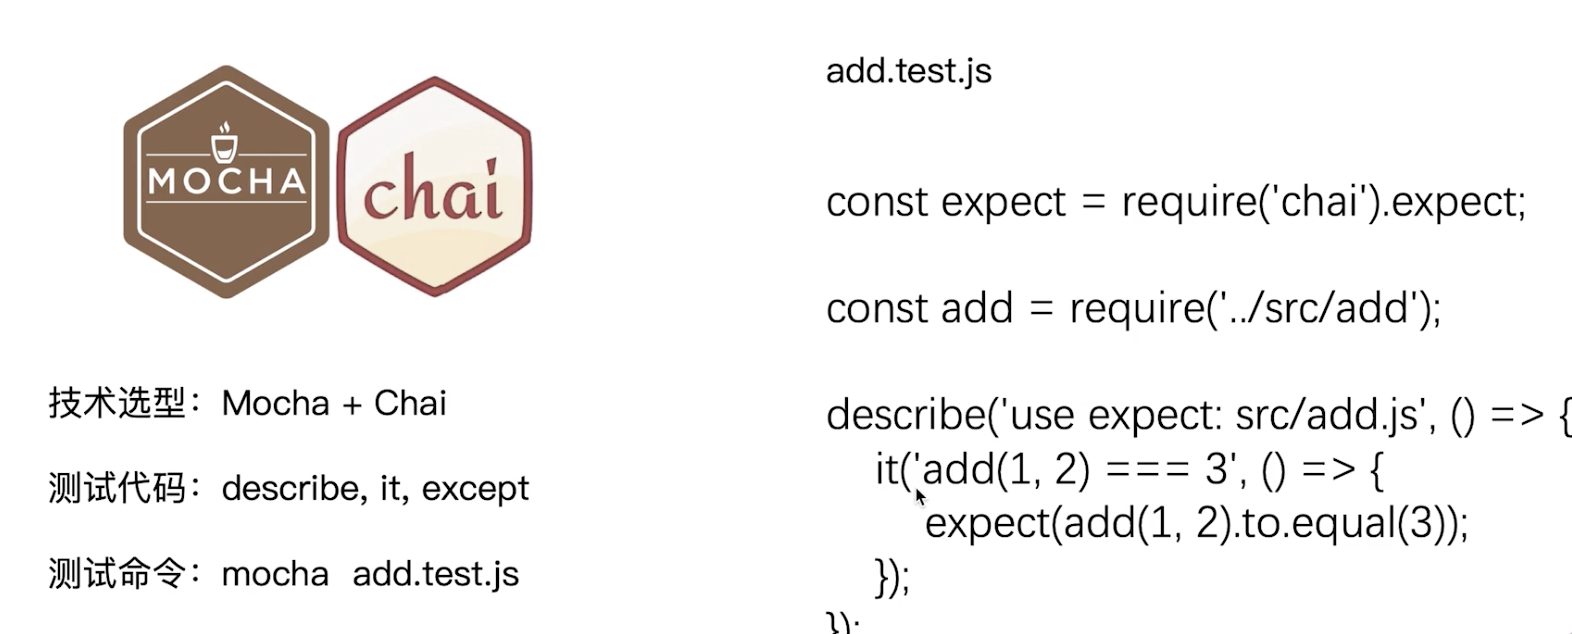 MOCHA
chai
技术选型：Mocha + Chai
测试代码：describe, it, except
测试命令：mocha  add.test.js
add.test.js
const expect = require('chai').expect;
const add = require('../src/add');
describe('use expect: src/add.js', () => {
it('add(1, 2) === 3', () => {
expect(add(1, 2).to.equal(3));
});
});